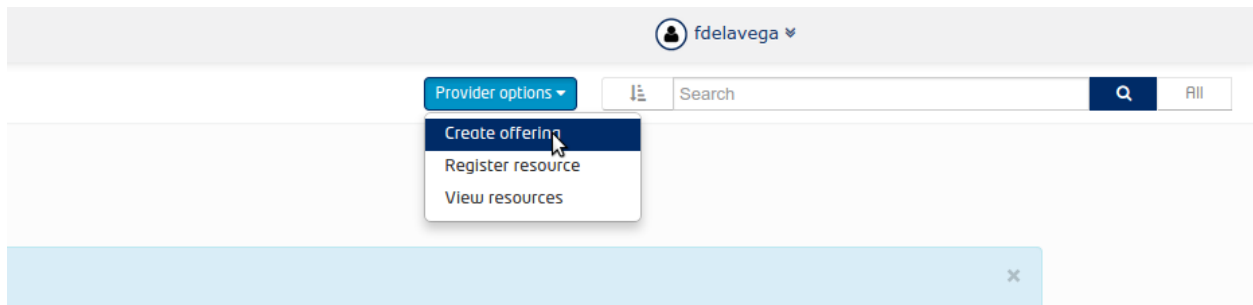 fdelavega
Provider options
Search
All
Create offering
Register resource
View resources